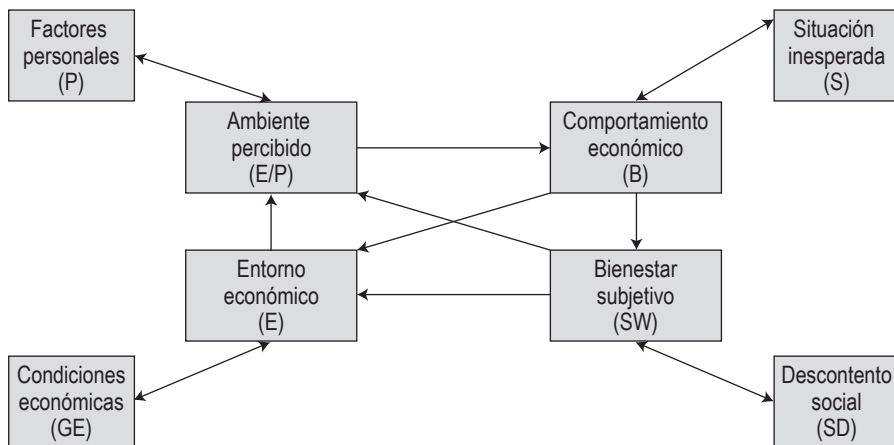 Factores
personales
(P)
Situación
inesperada
(S)
Ambiente
percibido
(E/P)
Comportamiento
económico
(B)
Entorno
económico
(E)
Bienestar
subjetivo
(SW)
Condiciones
económicas
(GE)
Descontento
social
(SD)